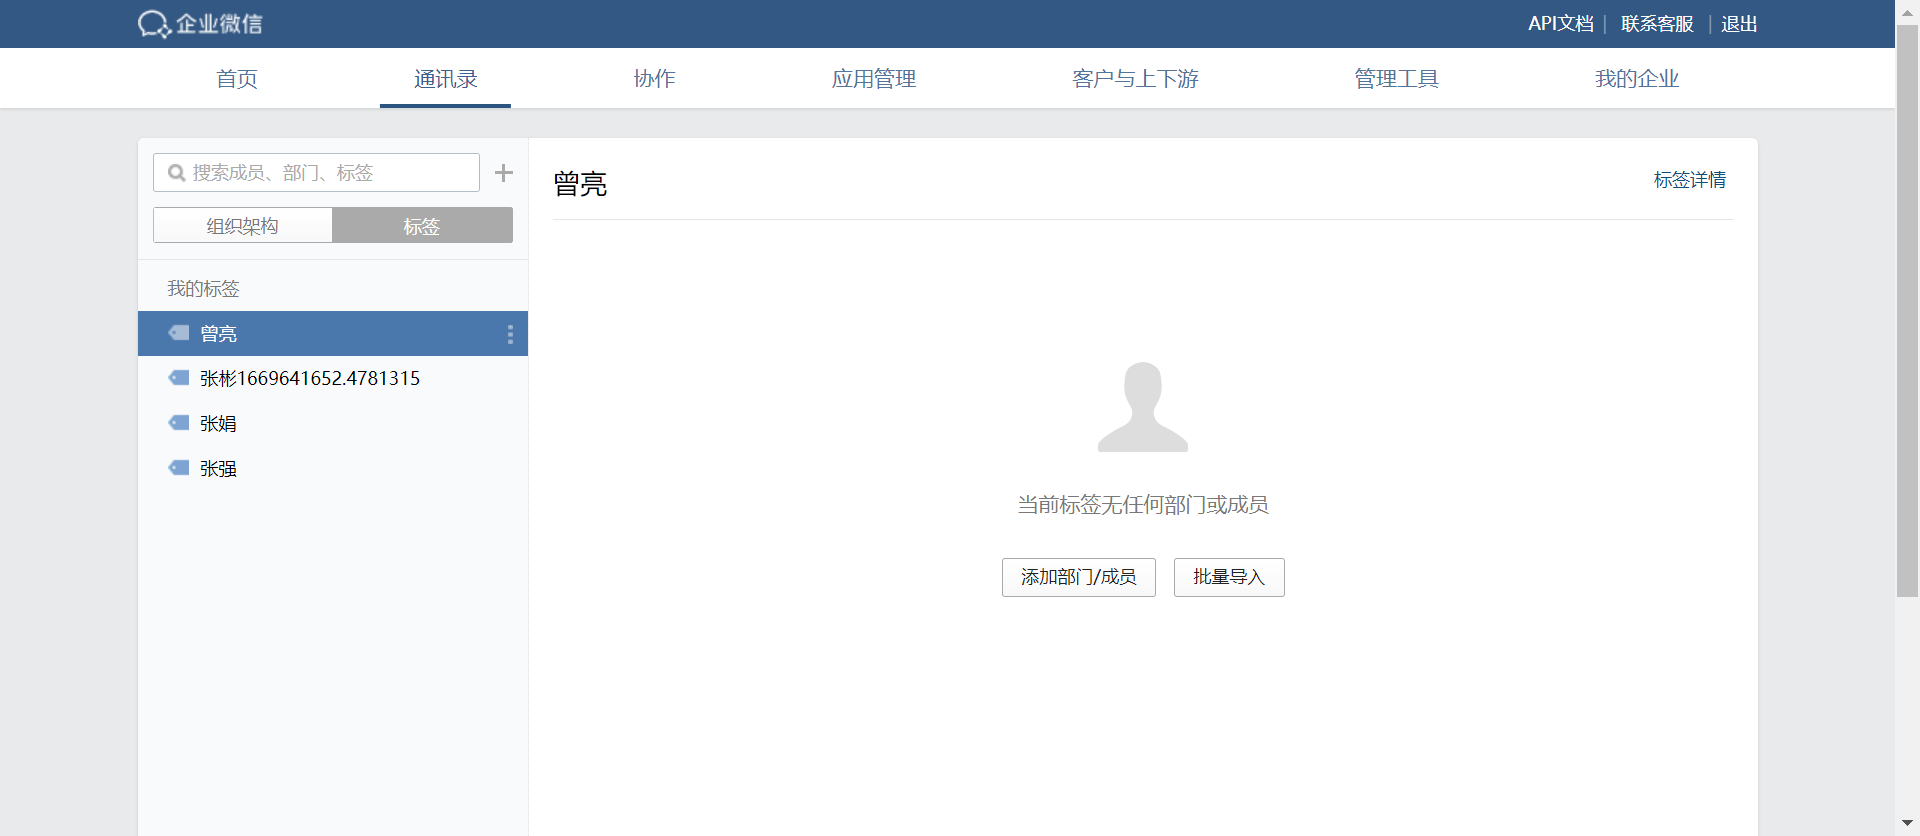 企业微信
API文档 | 联系客服 | 退出
首页 通讯录 协作 应用管理 客户与上下游 管理工具 我的企业
搜索成员、部门、标签
组织架构 标签
我的标签
曾亮
张彬1669641652.4781315
张娟
张强
曾亮
标签详情
当前标签无任何部门或成员
添加部门/成员 批量导入